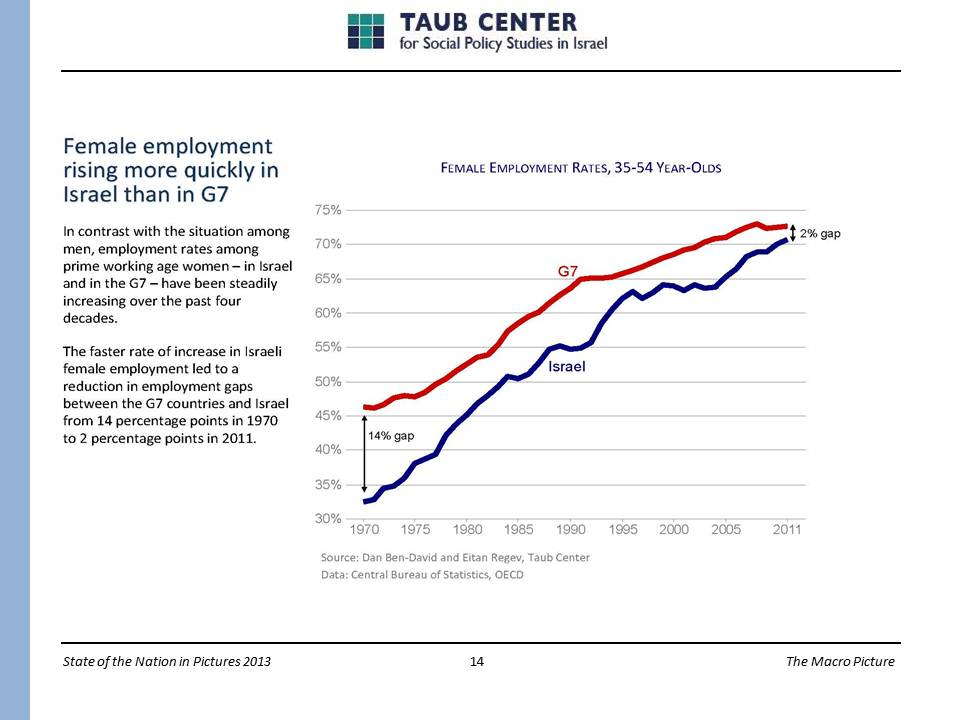 TAUB CENTER
for Social Policy Studies in Israel
Female employment
rising more quickly in
Israel than in G7
In contrast with the situation among
men, employment rates among
prime working age women – in Israel
and in the G7 – have been steadily
increasing over the past four
decades.
The faster rate of increase in Israeli
female employment led to a
reduction in employment gaps
between the G7 countries and Israel
from 14 percentage points in 1970
to 2 percentage points in 2011.
FEMALE EMPLOYMENT RATES, 35-54 YEAR-OLDS
75%
2% gap
70%
G7
65%
60%
55%
Israel
50%
45%
14% gap
40%
35%
30%
1970 1975 1980 1985 1990 1995 2000 2005 2011
Source: Dan Ben-David and Eitan Regev, Taub Center
Data: Central Bureau of Statistics, OECD
State of the Nation in Pictures 2013 14 The Macro Picture